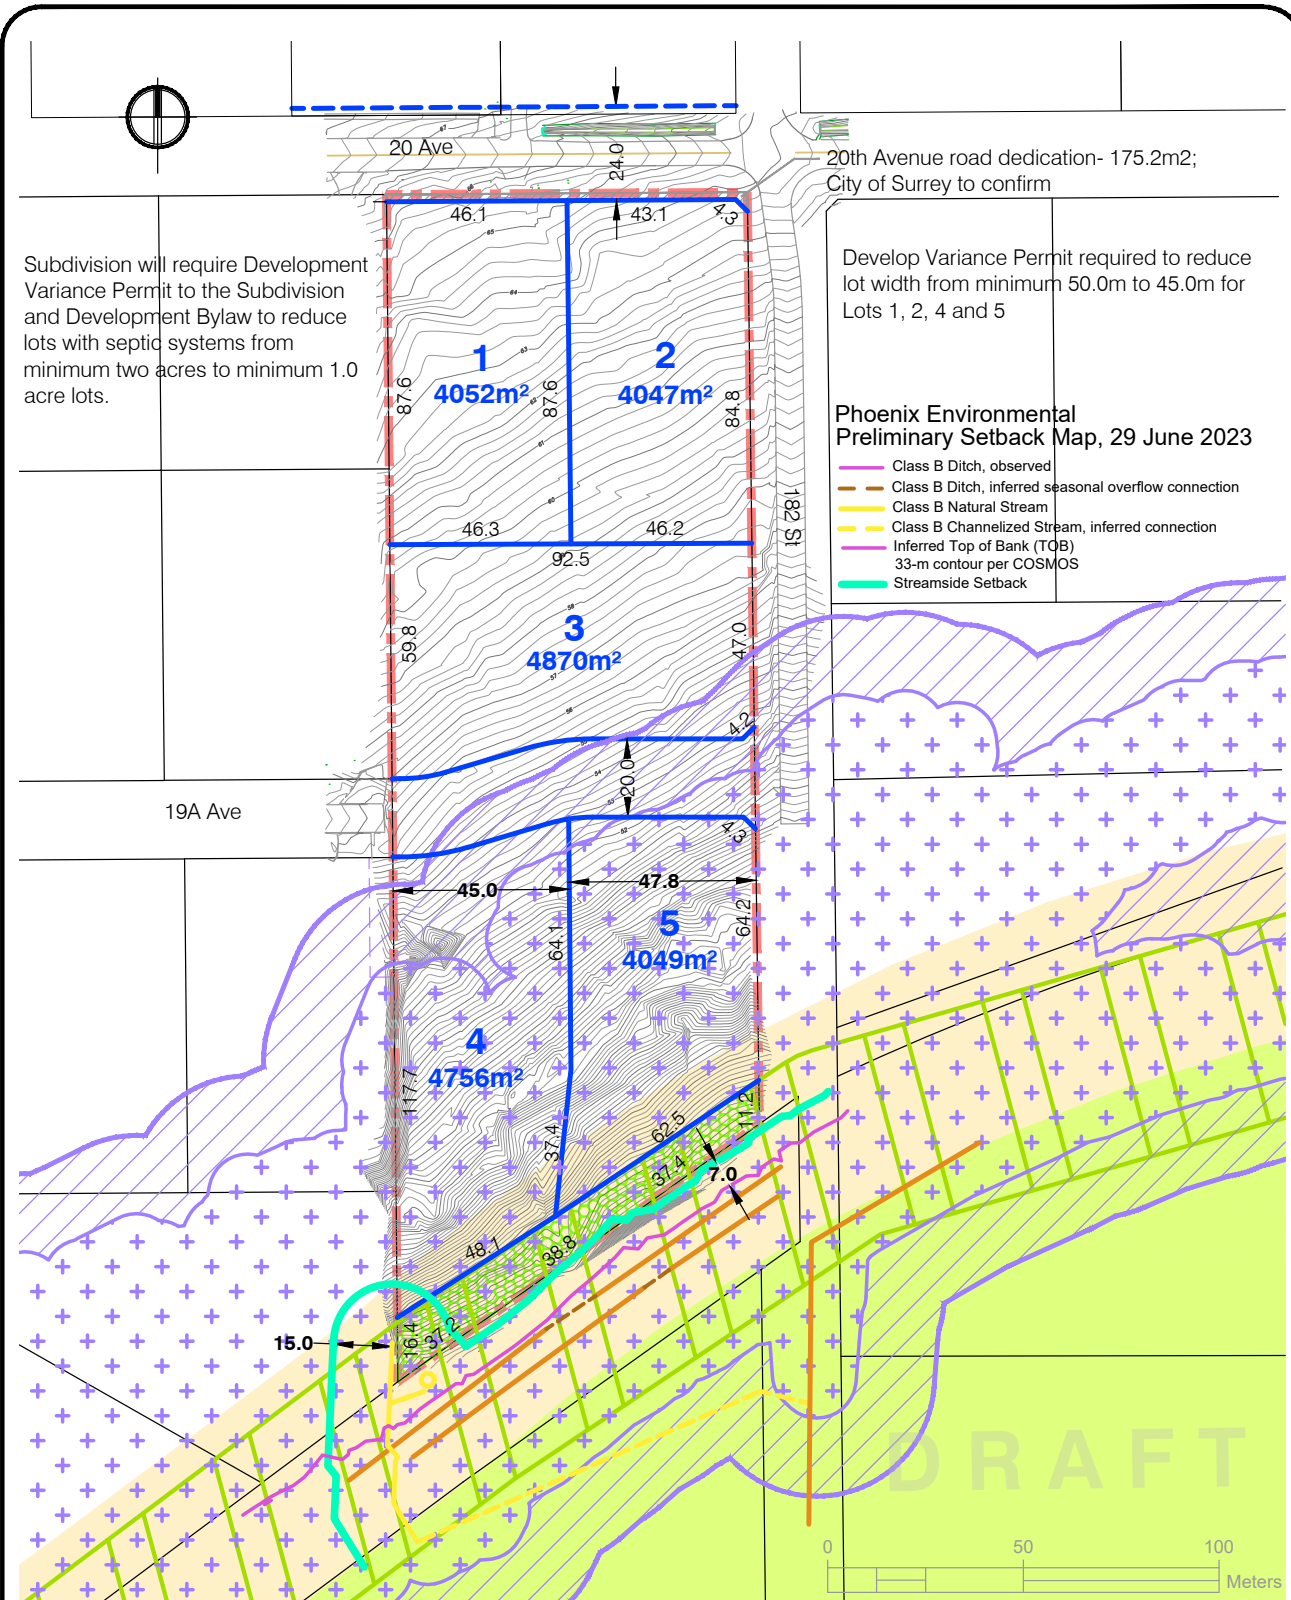 20 Ave
24.0
20th Avenue road dedication- 175.2m2;
City of Surrey to confirm
46.1
43.1
4.3
Subdivision will require Development
Variance Permit to the Subdivision
and Development Bylaw to reduce
lots with septic systems from
minimum two acres to minimum 1.0
acre lots.
Develop Variance Permit required to reduce
lot width from minimum 50.0m to 45.0m for
Lots 1, 2, 4 and 5
1
4052m²
2
4047m²
87.6
87.6
84.8
Phoenix Environmental
Preliminary Setback Map, 29 June 2023
Class B Ditch, observed
Class B Ditch, inferred seasonal overflow connection
Class B Natural Stream
Class B Channelized Stream, inferred connection
Inferred Top of Bank (TOB)
33-m contour per COSMOS
Streamside Setback
182 St
46.3
46.2
92.5
3
4870m²
59.8
47.0
4.2
20.0
19A Ave
4.3
45.0
47.8
5
4049m²
64.1
64.2
4
4756m²
117.7
37.4
62.5
11.2
37.4
7.0
48.1
38.8
15.0
16.4
37.2
DRAFT
0 50 100
Meters